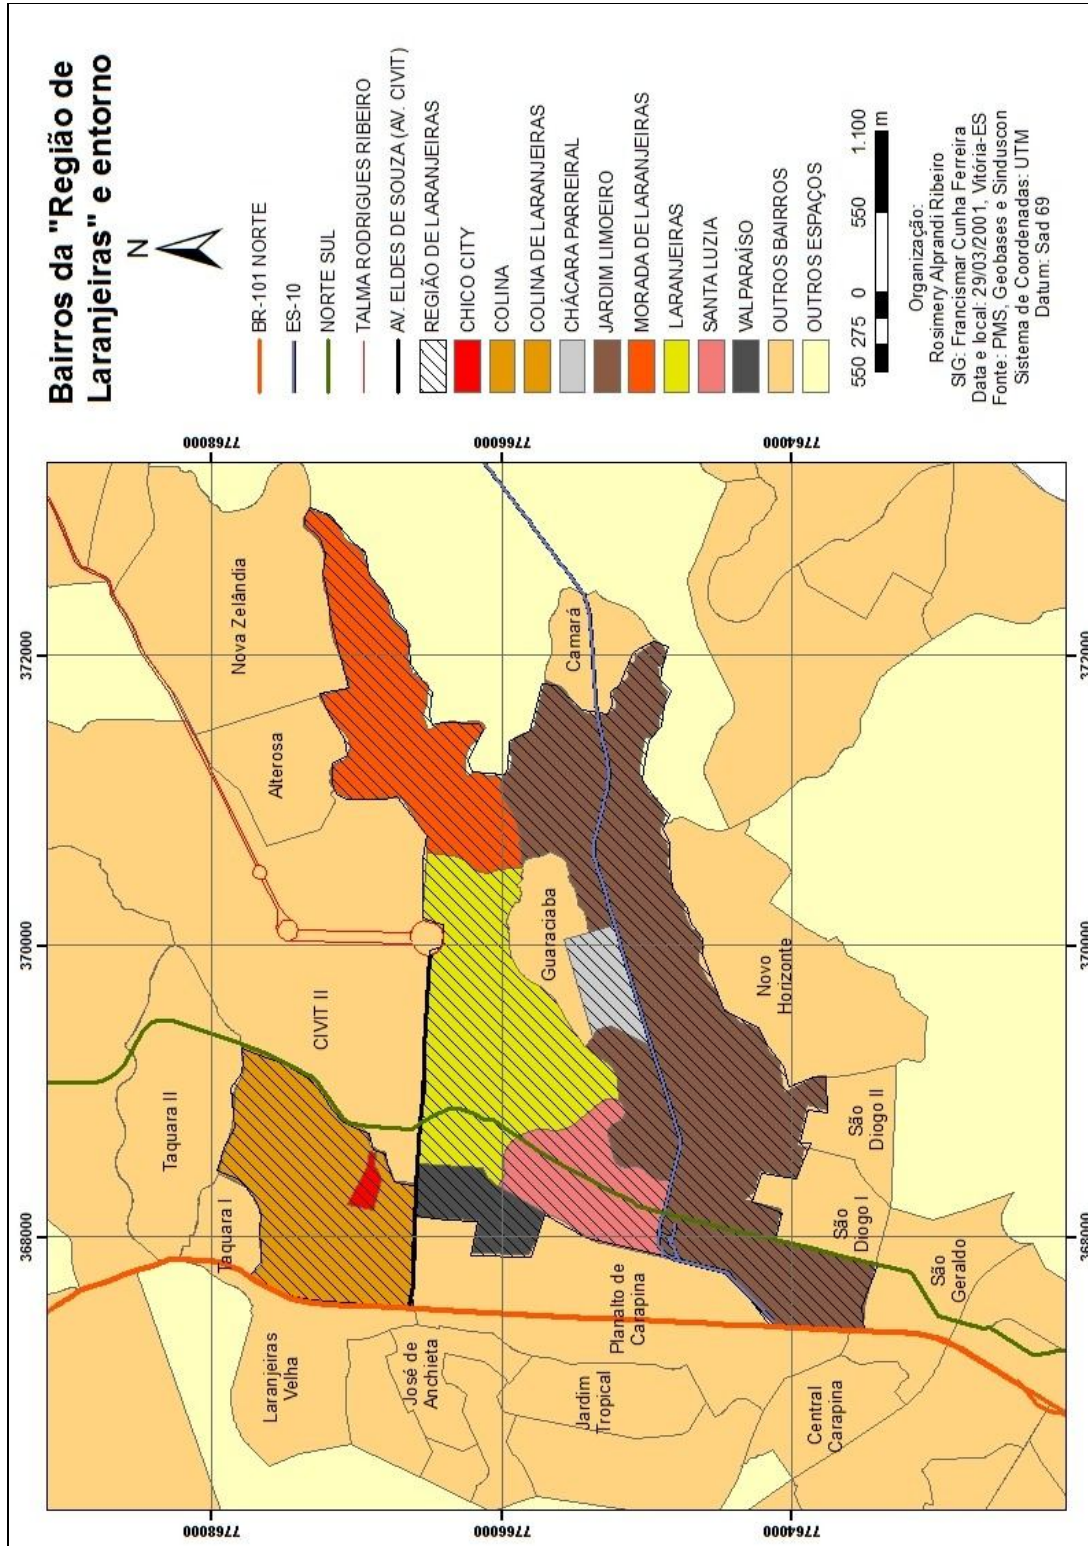 Bairros da "Região de
Laranjeiras" e entorno
N
BR-101 NORTE
ES-10
NORTE SUL
TALMA RODRIGUES RIBEIRO
AV. ELDES DE SOUZA (AV. CIVIT)
REGIÃO DE LARANJEIRAS
CHICO CITY
COLINA
COLINA DE LARANJEIRAS
CHÁCARA PARREIRAL
JARDIM LIMOEIRO
MORADA DE LARANJEIRAS
LARANJEIRAS
SANTA LUZIA
VALPARAÍSO
OUTROS BAIRROS
OUTROS ESPAÇOS
550 275 0 550 1.100
m
Organização:
Rosimery Alprandi Ribeiro
SIG: Francismar Cunha Ferreira
Data e local: 29/03/2001, Vitória-ES
Fonte: PMS, Geobases e Sinduscon
Sistema de Coordenadas: UTM
Datum: Sad 69
368000
370000
372000
7768000
7768000
7766000
7766000
7764000
7764000
368000
370000
372000
Taquara II
Taquara I
CIVIT II
Alterosa
Nova Zelândia
Laranjeiras
Velha
José de
Anchieta
Jardim
Tropical
Planalto de
Carapina
Central
Carapina
Guaraciaba
Camará
Novo
Horizonte
São
Diogo II
São
Diogo I
São
Geraldo